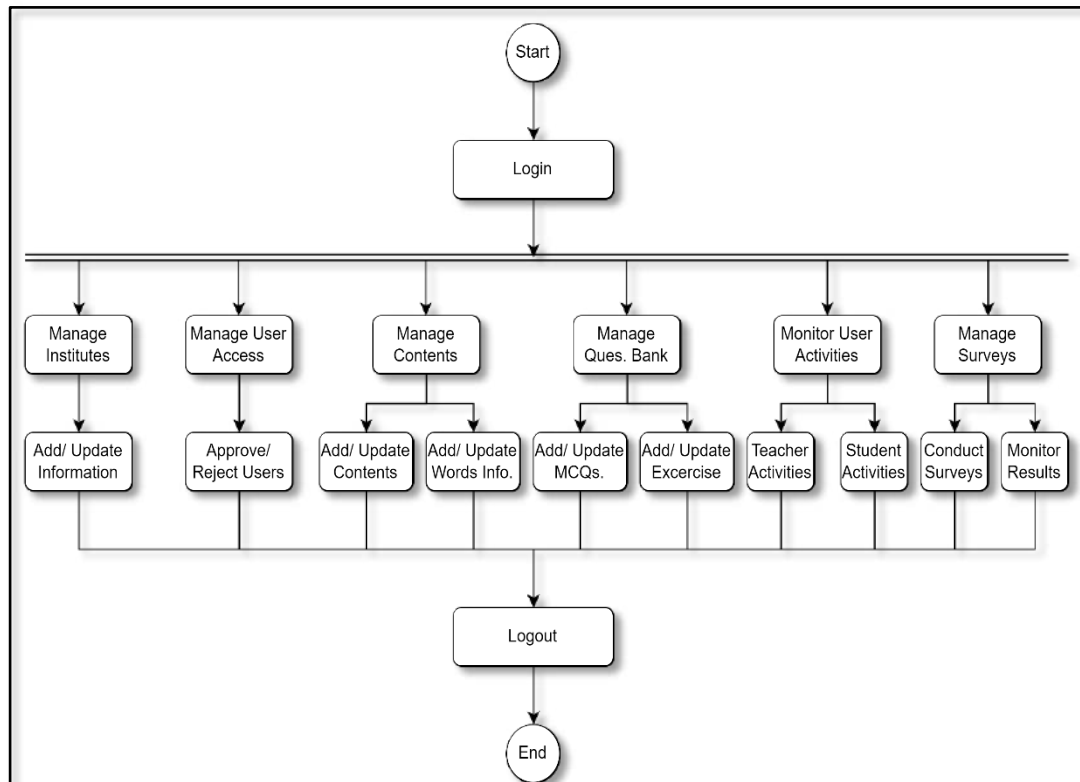 Start
Login
Manage
Institutes
Manage User
Access
Manage
Contents
Manage
Ques. Bank
Monitor User
Activities
Manage
Surveys
Add/ Update
Information
Approve/
Reject Users
Add/ Update
Contents
Add/ Update
Words Info.
Add/ Update
MCQs.
Add/ Update
Excercise
Teacher
Activities
Student
Activities
Conduct
Surveys
Monitor
Results
Logout
End